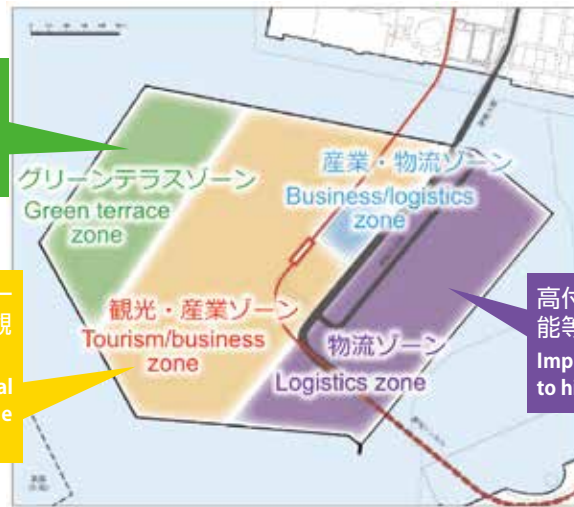 グリーンテラスゾーン
Green terrace
zone
産業・物流ゾーン
Business/logistics
zone
観光・産業ゾーン
Tourism/business
zone
物流ゾーン
Logistics zone
観
al
e
高付
能等
Imp
to h